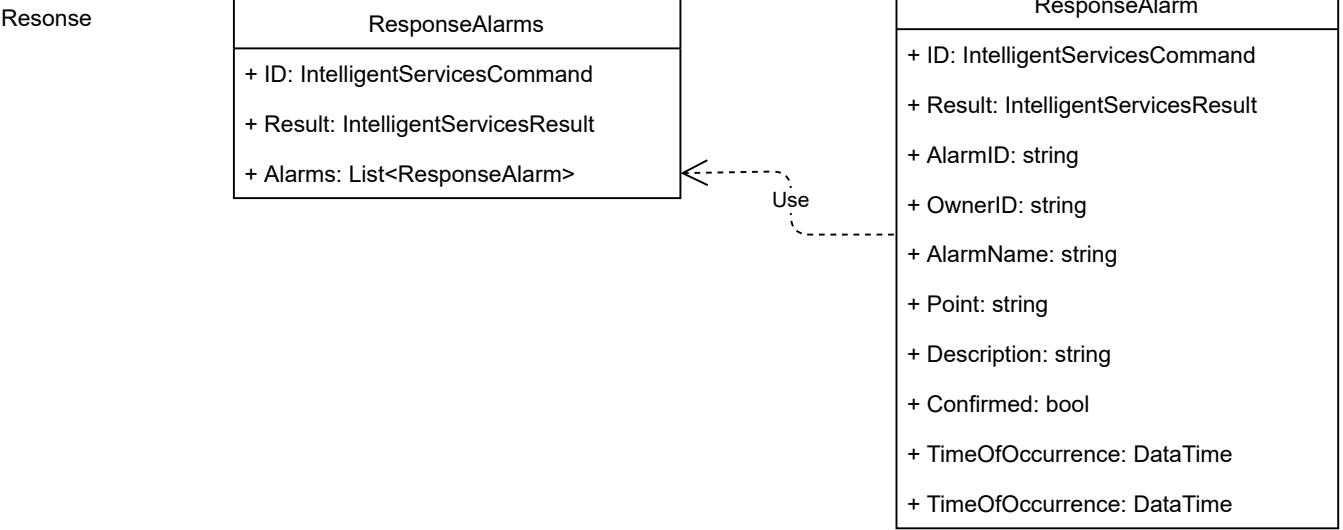 Resonse
ResponseAlarms
+ ID: IntelligentServicesCommand
+ Result: IntelligentServicesResult
+ Alarms: List<ResponseAlarm>
Use
ResponseAlarm
+ ID: IntelligentServicesCommand
+ Result: IntelligentServicesResult
+ AlarmID: string
+ OwnerID: string
+ AlarmName: string
+ Point: string
+ Description: string
+ Confirmed: bool
+ TimeOfOccurrence: DataTime
+ TimeOfOccurrence: DataTime